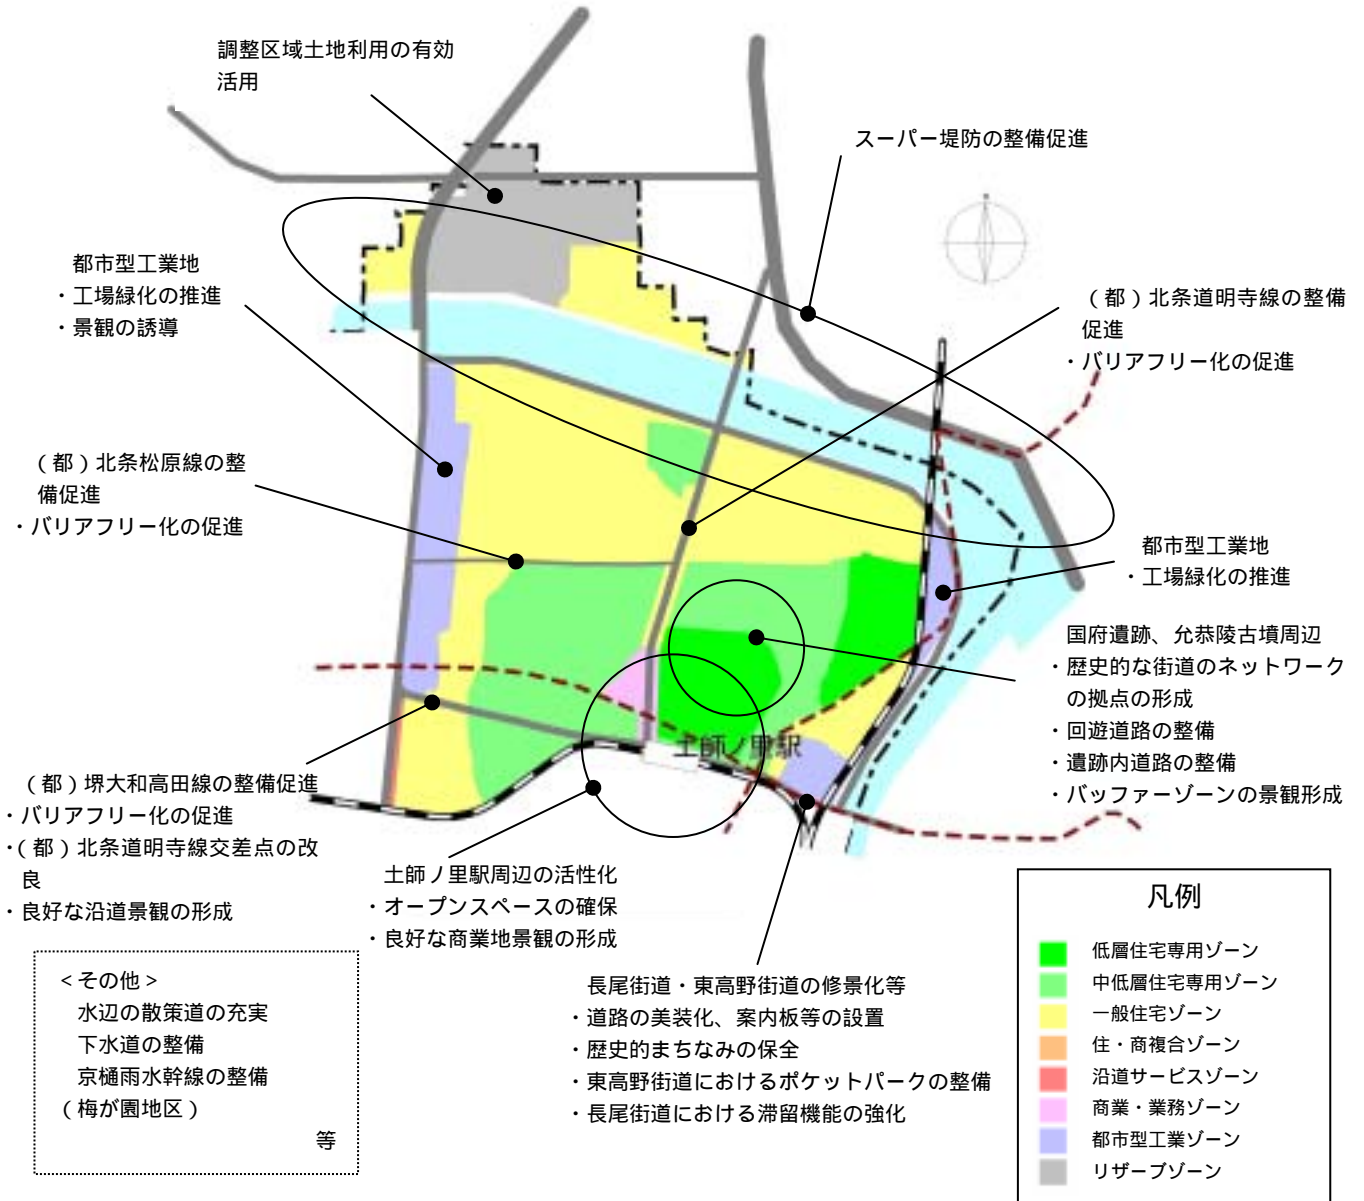 調整区域土地利用の有効
活用
スーパー堤防の整備促進
都市型工業地
・工場緑化の推進
・景観の誘導
（都）北条道明寺線の整備
促進
・バリアフリー化の促進
（都）北条松原線の整
備促進
・バリアフリー化の促進
都市型工業地
・工場緑化の推進
国府遺跡、允恭陵古墳周辺
・歴史的な街道のネットワーク
の拠点の形成
・回遊道路の整備
・遺跡内道路の整備
・バッファーゾーンの景観形成
土師ノ里駅
（都）堺大和高田線の整備促進
・バリアフリー化の促進
・（都）北条道明寺線交差点の改
良
・良好な沿道景観の形成
土師ノ里駅周辺の活性化
・オープンスペースの確保
・良好な商業地景観の形成
長尾街道・東高野街道の修景化等
・道路の美装化、案内板等の設置
・歴史的まちなみの保全
・東高野街道におけるポケットパークの整備
・長尾街道における滞留機能の強化
＜その他＞
水辺の散策道の充実
下水道の整備
京樋雨水幹線の整備
（梅が園地区）
等
凡例
低層住宅専用ゾーン
中低層住宅専用ゾーン
一般住宅ゾーン
住・商複合ゾーン
沿道サービスゾーン
商業・業務ゾーン
都市型工業ゾーン
リザーブゾーン